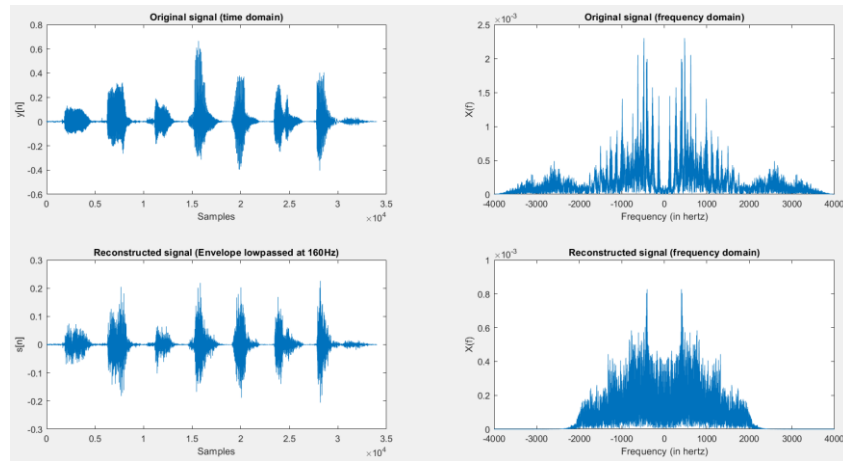 Original signal (time domain)
0.8
0.6
0.4
0.2
0
-0.2
-0.4
-0.6
y[n]
0 0.5 1 1.5 2 2.5 3 3.5
Samples
×10⁴
Original signal (frequency domain)
×10⁻³
2.5
2
1.5
1
0.5
0
X(f)
-4000 -3000 -2000 -1000 0 1000 2000 3000 4000
Frequency (in hertz)
Reconstructed signal (Envelope lowpassed at 160Hz)
0.3
0.2
0.1
0
-0.1
-0.2
-0.3
s[n]
0 0.5 1 1.5 2 2.5 3 3.5
Samples
×10⁴
Reconstructed signal (frequency domain)
×10⁻³
1
0.8
0.6
0.4
0.2
0
X(f)
-4000 -3000 -2000 -1000 0 1000 2000 3000 4000
Frequency (in hertz)